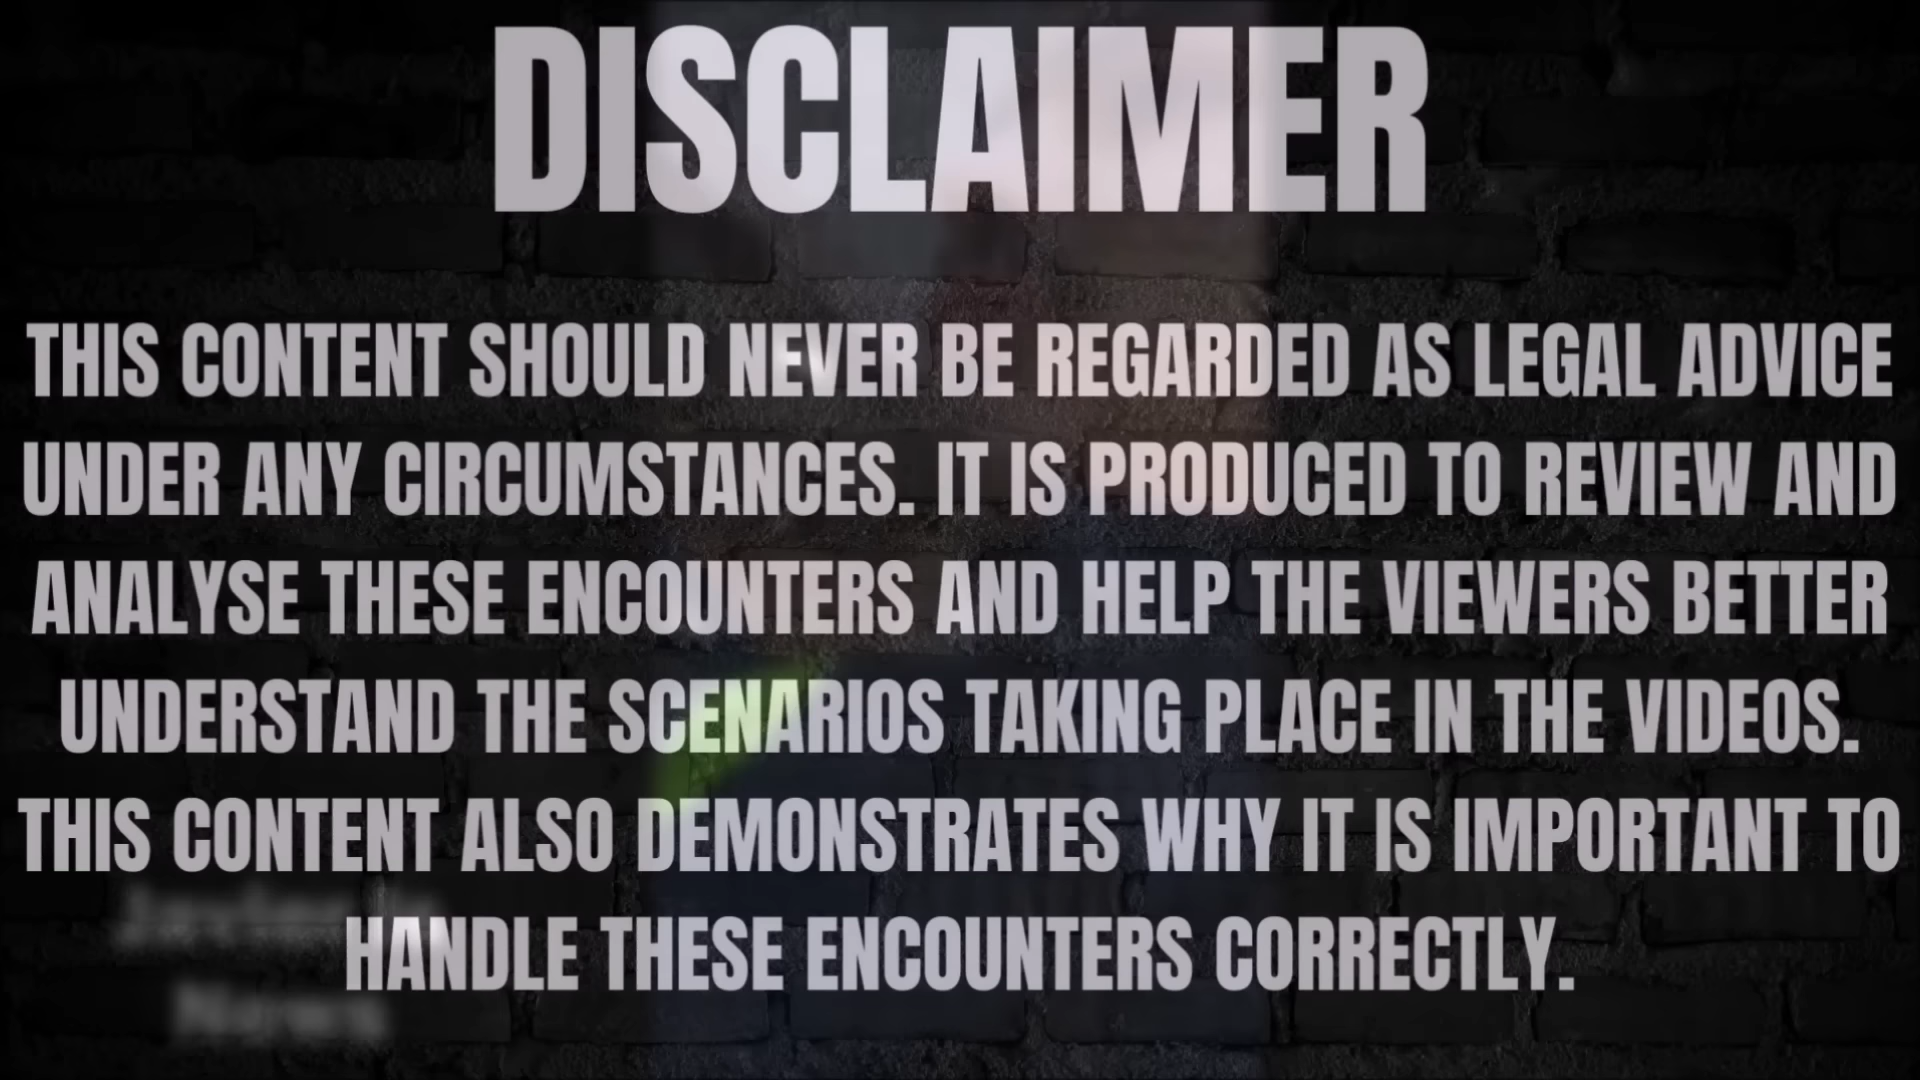 DISCLAIMER
THIS CONTENT SHOULD NEVER BE REGARDED AS LEGAL ADVICE
UNDER ANY CIRCUMSTANCES. IT IS PRODUCED TO REVIEW AND
ANALYSE THESE ENCOUNTERS AND HELP THE VIEWERS BETTER
UNDERSTAND THE SCENARIOS TAKING PLACE IN THE VIDEOS.
THIS CONTENT ALSO DEMONSTRATES WHY IT IS IMPORTANT TO
HANDLE THESE ENCOUNTERS CORRECTLY.
News